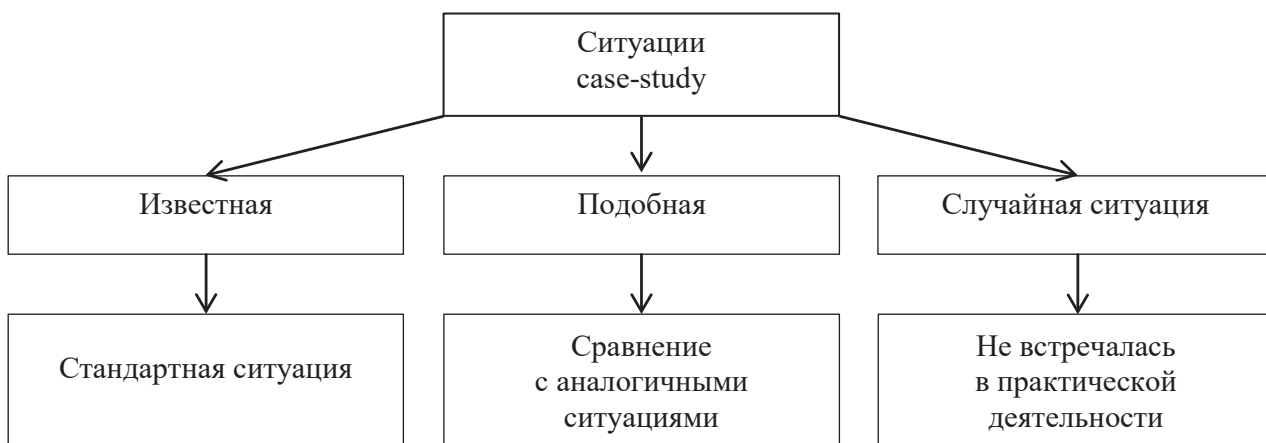 Ситуации
case-study
Известная
Подобная
Случайная ситуация
Стандартная ситуация
Сравнение
с аналогичными
ситуациями
Не встречалась
в практической
деятельности